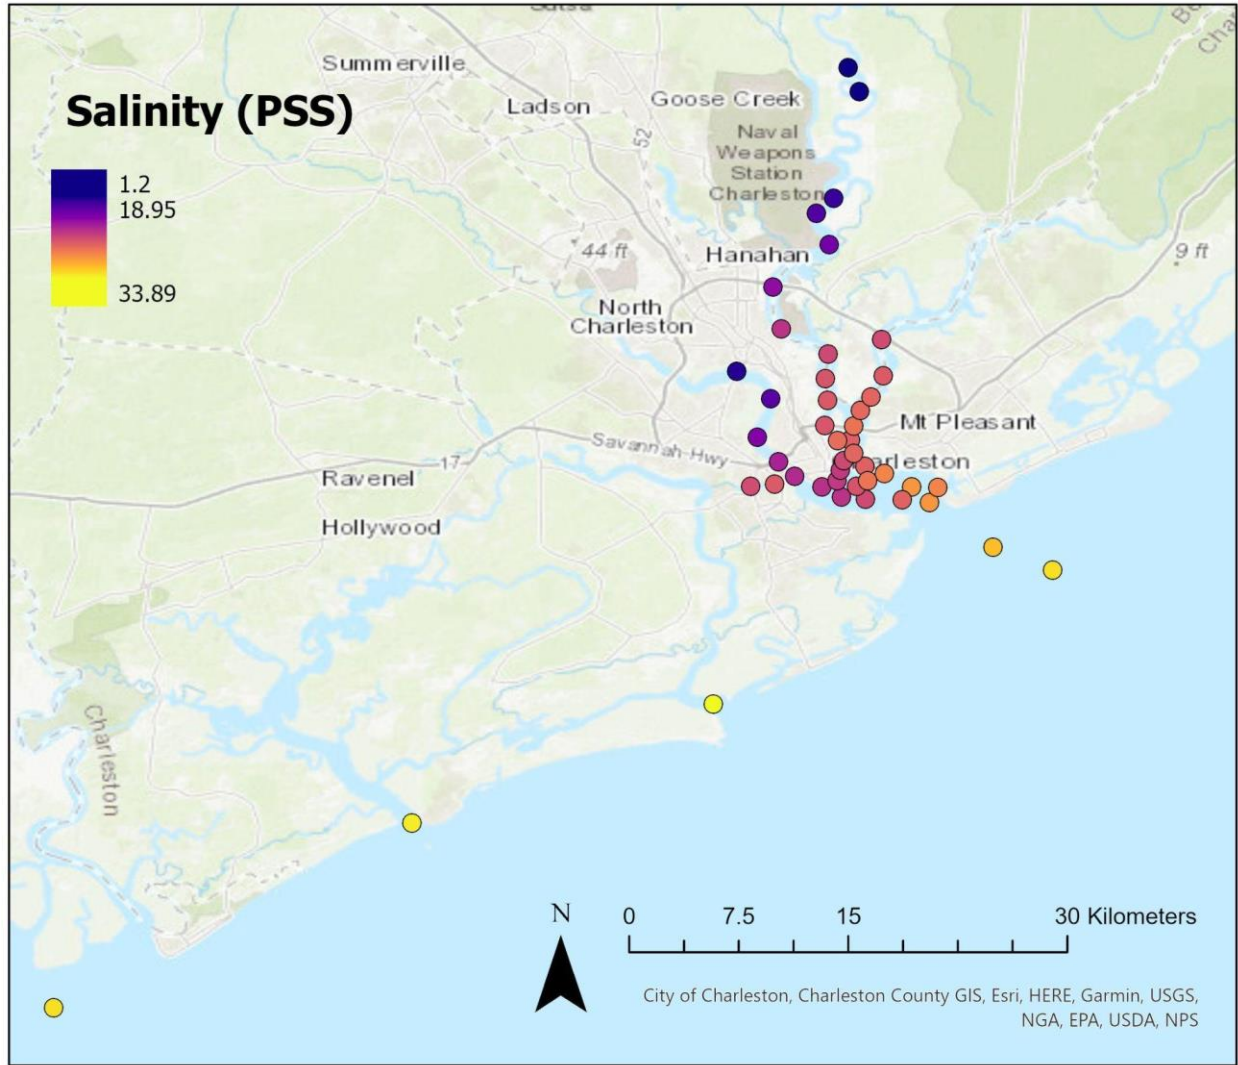 Summerville
Ladson
Goose Creek
Salinity (PSS)
52
Naval
Weapons
Station
Charleston
1.2
18.95
33.89
44 ft
Hanahan
9 ft
North
Charleston
Mt Pleasant
Savannah-Hwy
arleston
17
Ravenel
Hollywood
Charleston
N
0 7.5 15 30 Kilometers
City of Charleston, Charleston County GIS, Esri, HERE, Garmin, USGS,
NGA, EPA, USDA, NPS